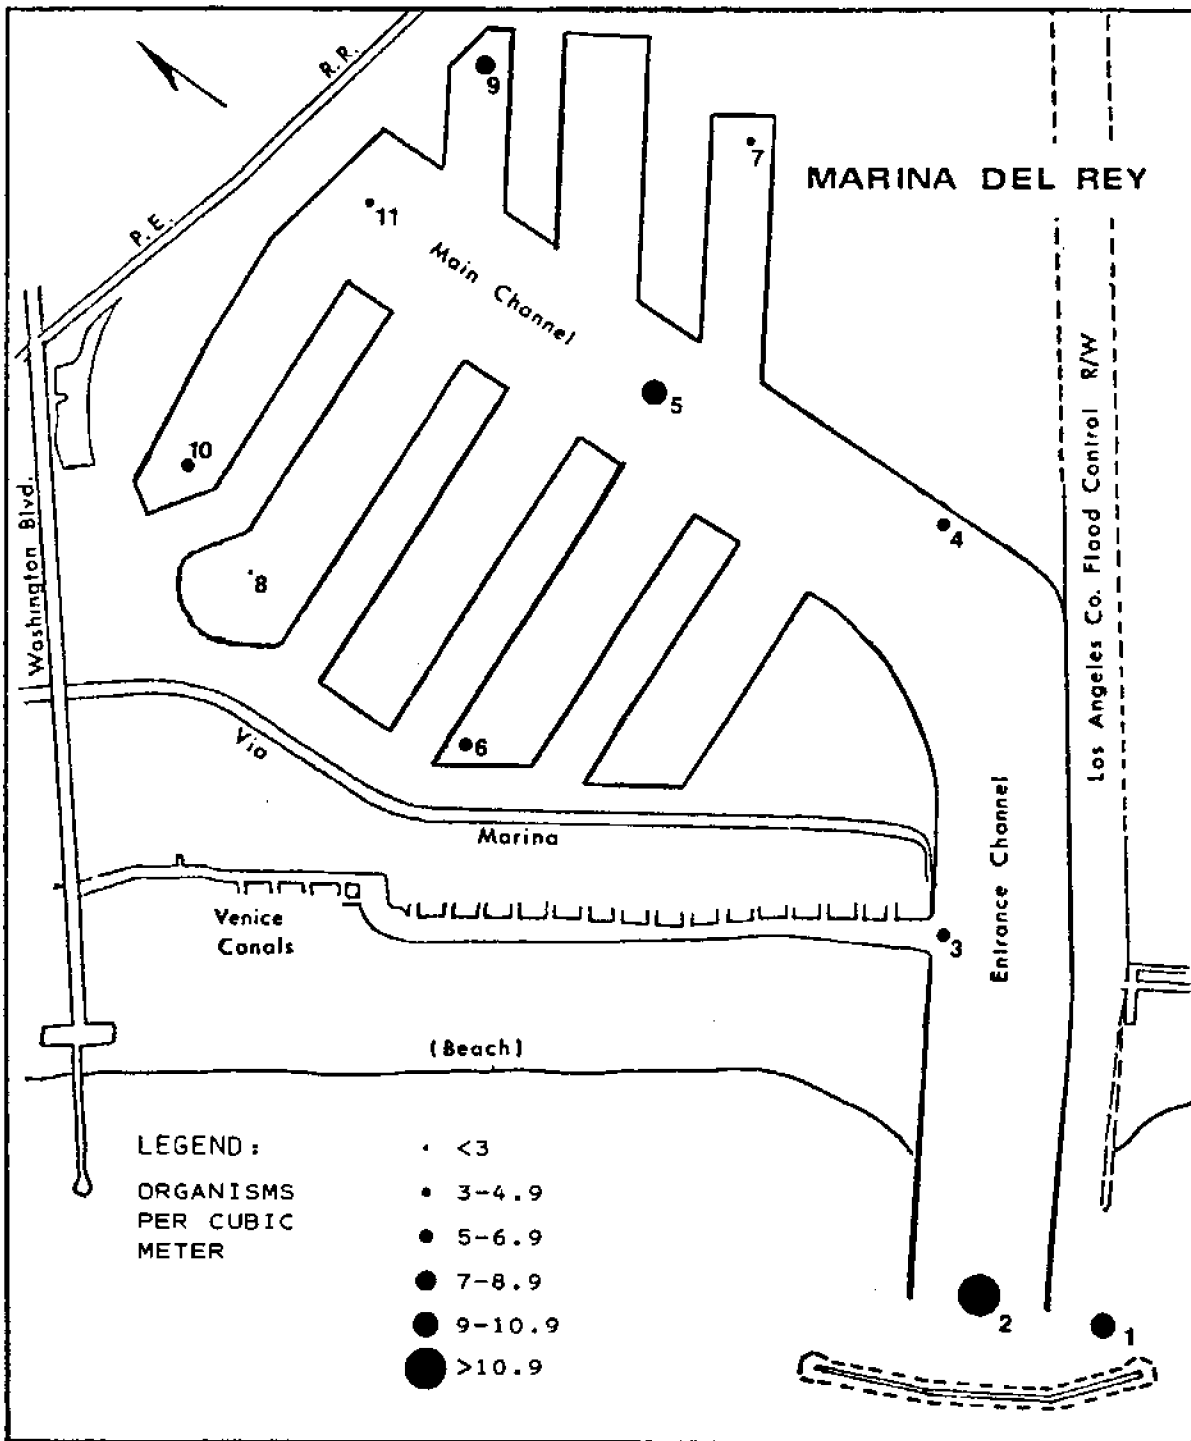 R.R.
P.E.
9
7
MARINA DEL REY
11
Main Channel
5
10
4
8
Washington Blvd.
Los Angeles Co. Flood Control R/W
6
Via
Marina
Entrance Channel
Venice
Canals
3
(Beach)
LEGEND:
ORGANISMS
PER CUBIC
METER
<3
3-4.9
5-6.9
7-8.9
9-10.9
>10.9
2
1